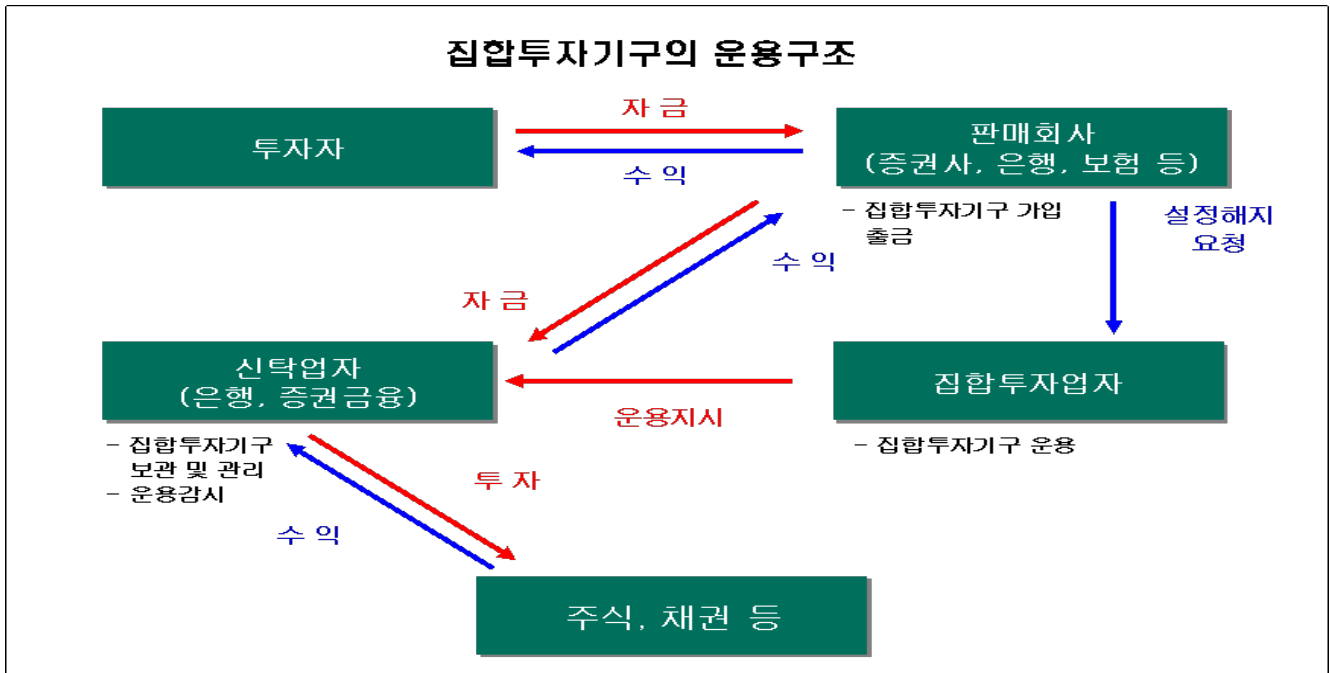 집합투자기구의 운용구조
투자자
자 금
수 익
판매회사
(증권사, 은행, 보험 등)
- 집합투자기구 가입
출금
설정해지
요청
수 익
자 금
신탁업자
(은행, 증권금융)
- 집합투자기구
보관 및 관리
- 운용감시
운용지시
집합투자업자
- 집합투자기구 운용
투 자
수 익
주식, 채권 등